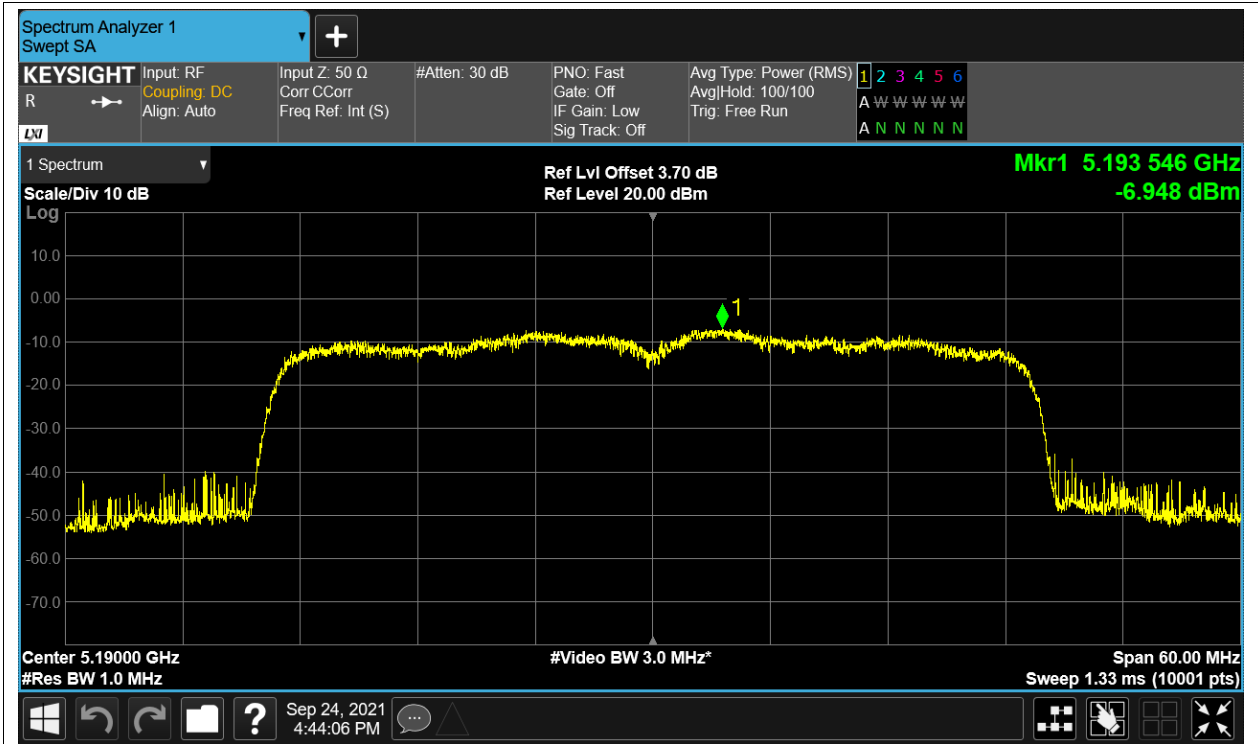 Spectrum Analyzer 1
Swept SA
KEYSIGHT
R
LXI
Input: RF
Coupling: DC
Align: Auto
Input Z: 50 Ω
Corr CCorr
Freq Ref: Int (S)
#Atten: 30 dB
PNO: Fast
Gate: Off
IF Gain: Low
Sig Track: Off
Avg Type: Power (RMS)
Avg|Hold: 100/100
Trig: Free Run
1 2 3 4 5 6
A W W W W W
A N N N N N
1 Spectrum
Scale/Div 10 dB
Log
Ref Lvl Offset 3.70 dB
Ref Level 20.00 dBm
Mkr1 5.193 546 GHz
-6.948 dBm
10.0
0.00
1
-10.0
-20.0
-30.0
-40.0
-50.0
-60.0
-70.0
Center 5.19000 GHz
#Video BW 3.0 MHz*
Span 60.00 MHz
#Res BW 1.0 MHz
Sweep 1.33 ms (10001 pts)
?
Sep 24, 2021
4:44:06 PM